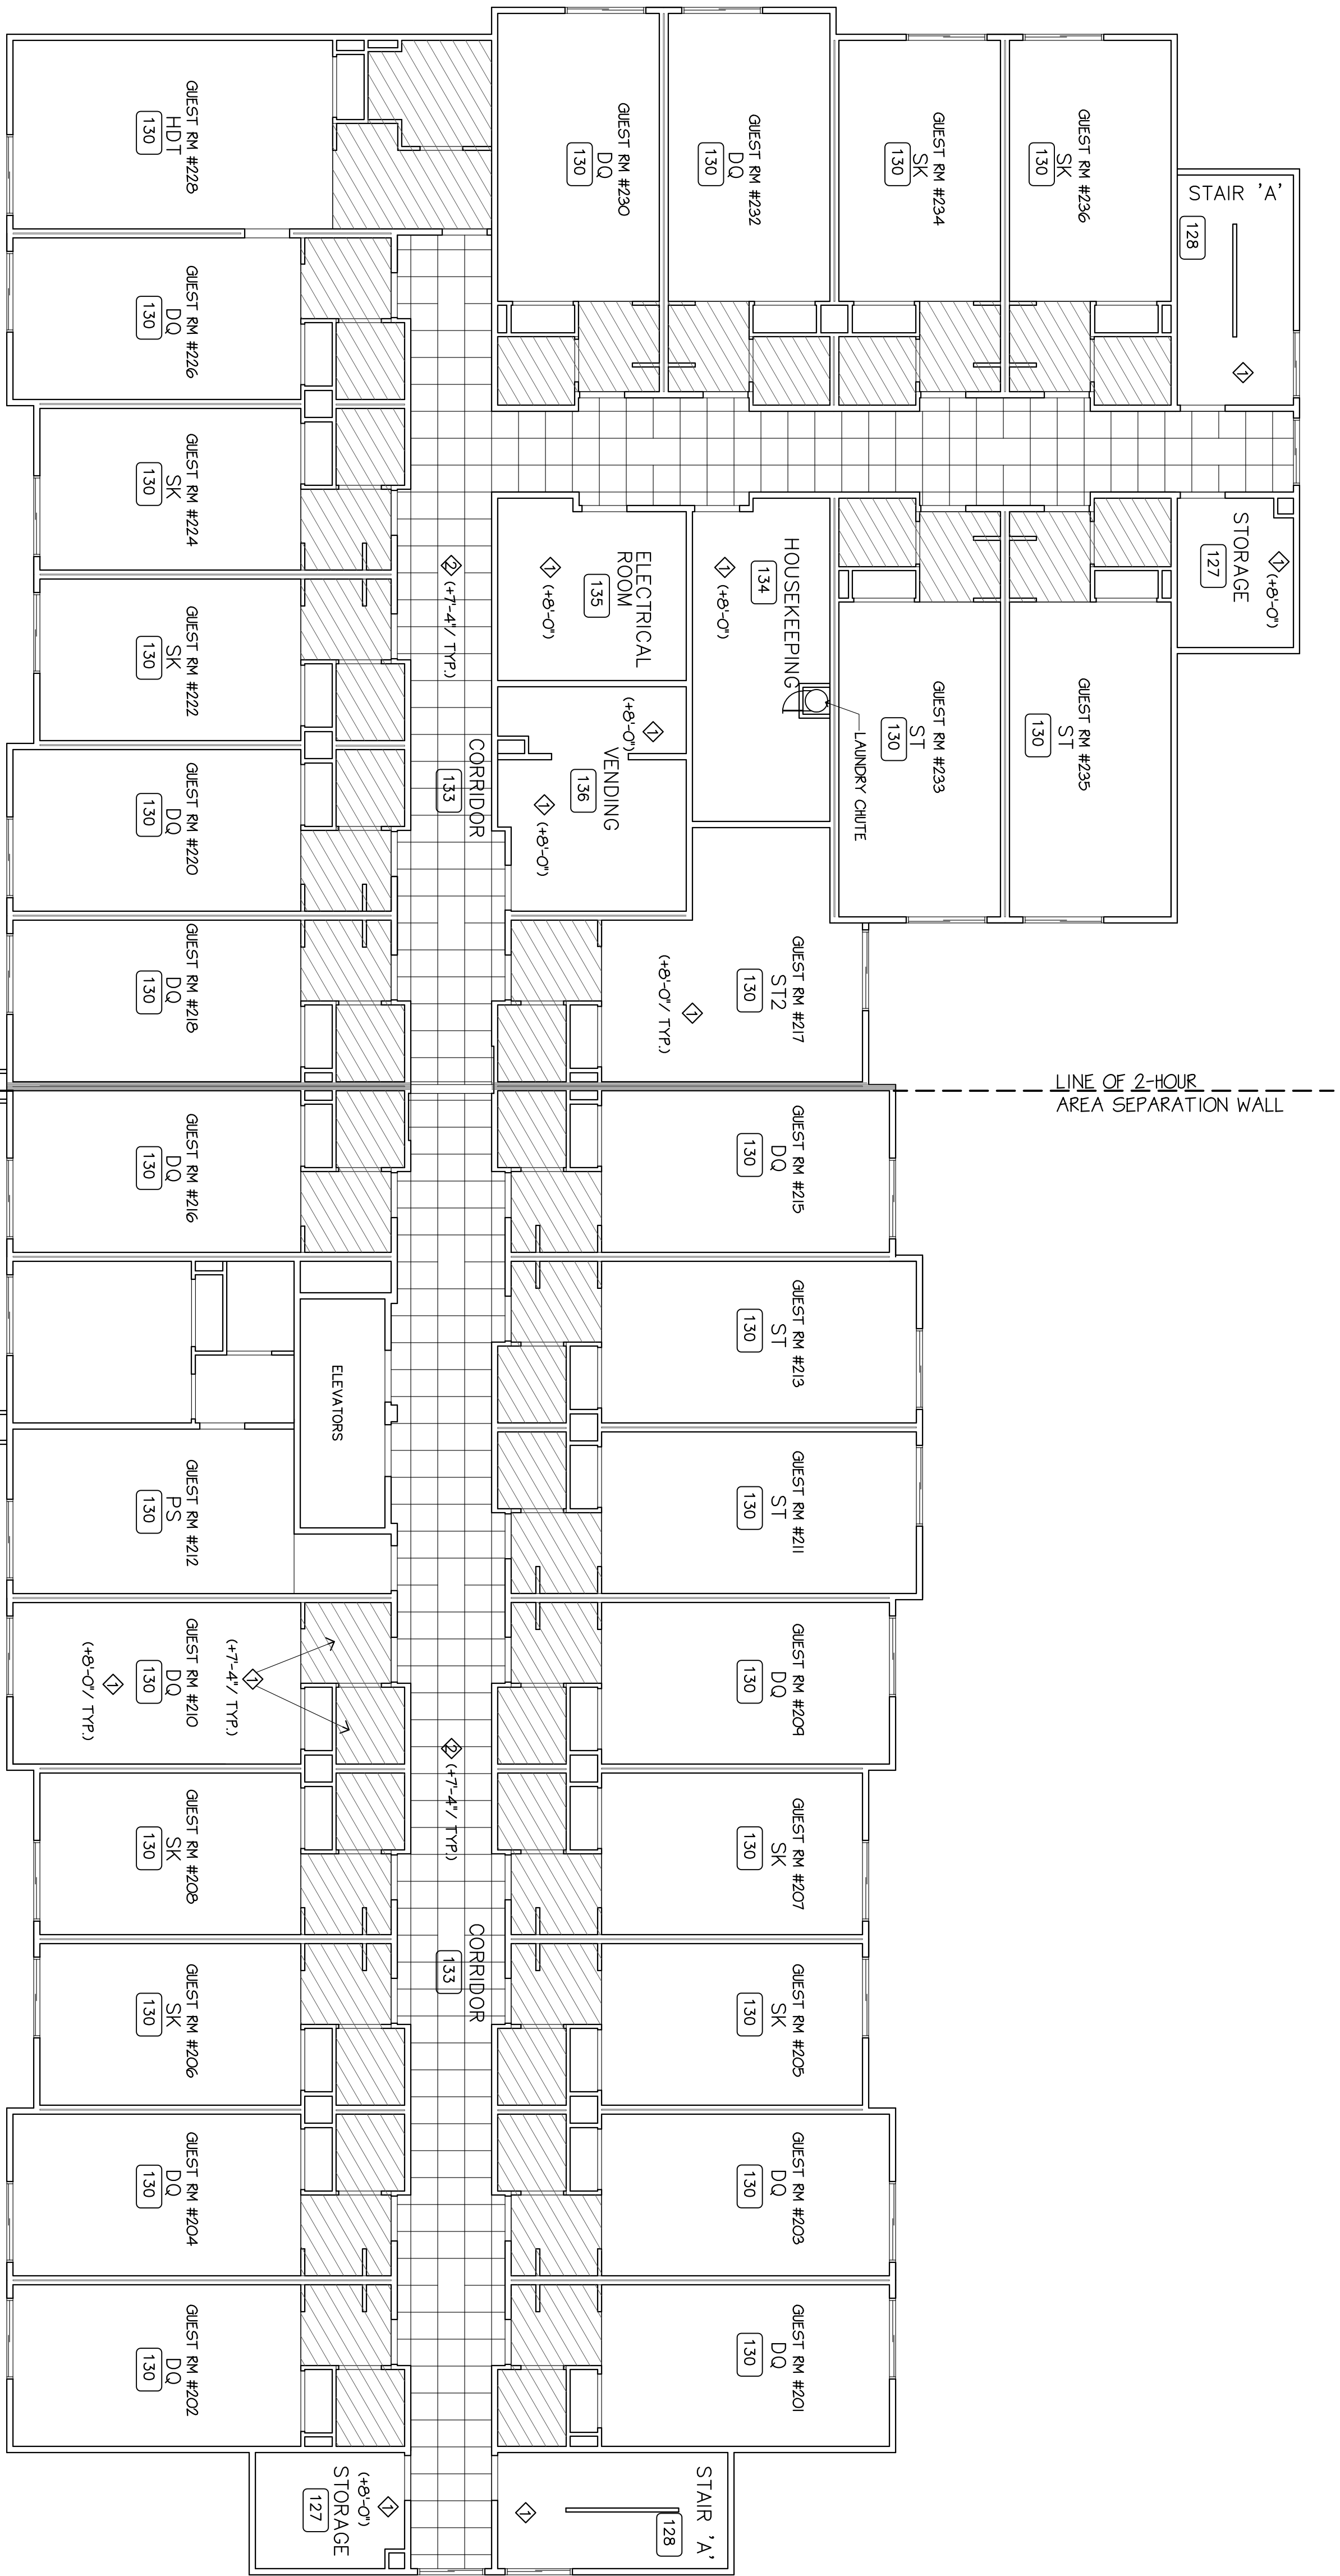 GUEST RM #228
HDT
130
GUEST RM #230
DQ
130
GUEST RM #232
DQ
130
GUEST RM #234
SK
130
GUEST RM #236
SK
130
STAIR 'A'
128
1
GUEST RM #226
DQ
130
GUEST RM #224
SK
130
GUEST RM #222
SK
130
GUEST RM #220
DQ
130
GUEST RM #218
DQ
130
2 (+7'-4"/ TYP.)
CORRIDOR
133
ELECTRICAL
ROOM
135
1 (+8'-0")
HOUSEKEEPING
134
1 (+8'-0")
LAUNDRY CHUTE
STORAGE
127
1 (+8'-0")
GUEST RM #233
ST
130
GUEST RM #235
ST
130
1
(+8'-0")
VENDING
136
1 (+8'-0")
GUEST RM #217
ST2
130
1
(+8'-0"/ TYP.)
LINE OF 2-HOUR
AREA SEPARATION WALL
GUEST RM #216
DQ
130
GUEST RM #215
DQ
130
GUEST RM #213
ST
130
ELEVATORS
GUEST RM #212
PS
130
GUEST RM #211
ST
130
GUEST RM #210
DQ
130
1
(+7'-4"/ TYP.)
1
(+8'-0"/ TYP.)
GUEST RM #209
DQ
130
2 (+7'-4"/ TYP.)
GUEST RM #208
SK
130
GUEST RM #207
SK
130
CORRIDOR
133
GUEST RM #206
SK
130
GUEST RM #205
SK
130
GUEST RM #204
DQ
130
GUEST RM #203
DQ
130
GUEST RM #202
DQ
130
GUEST RM #201
DQ
130
1
(+8'-0")
STORAGE
127
STAIR 'A'
128
1